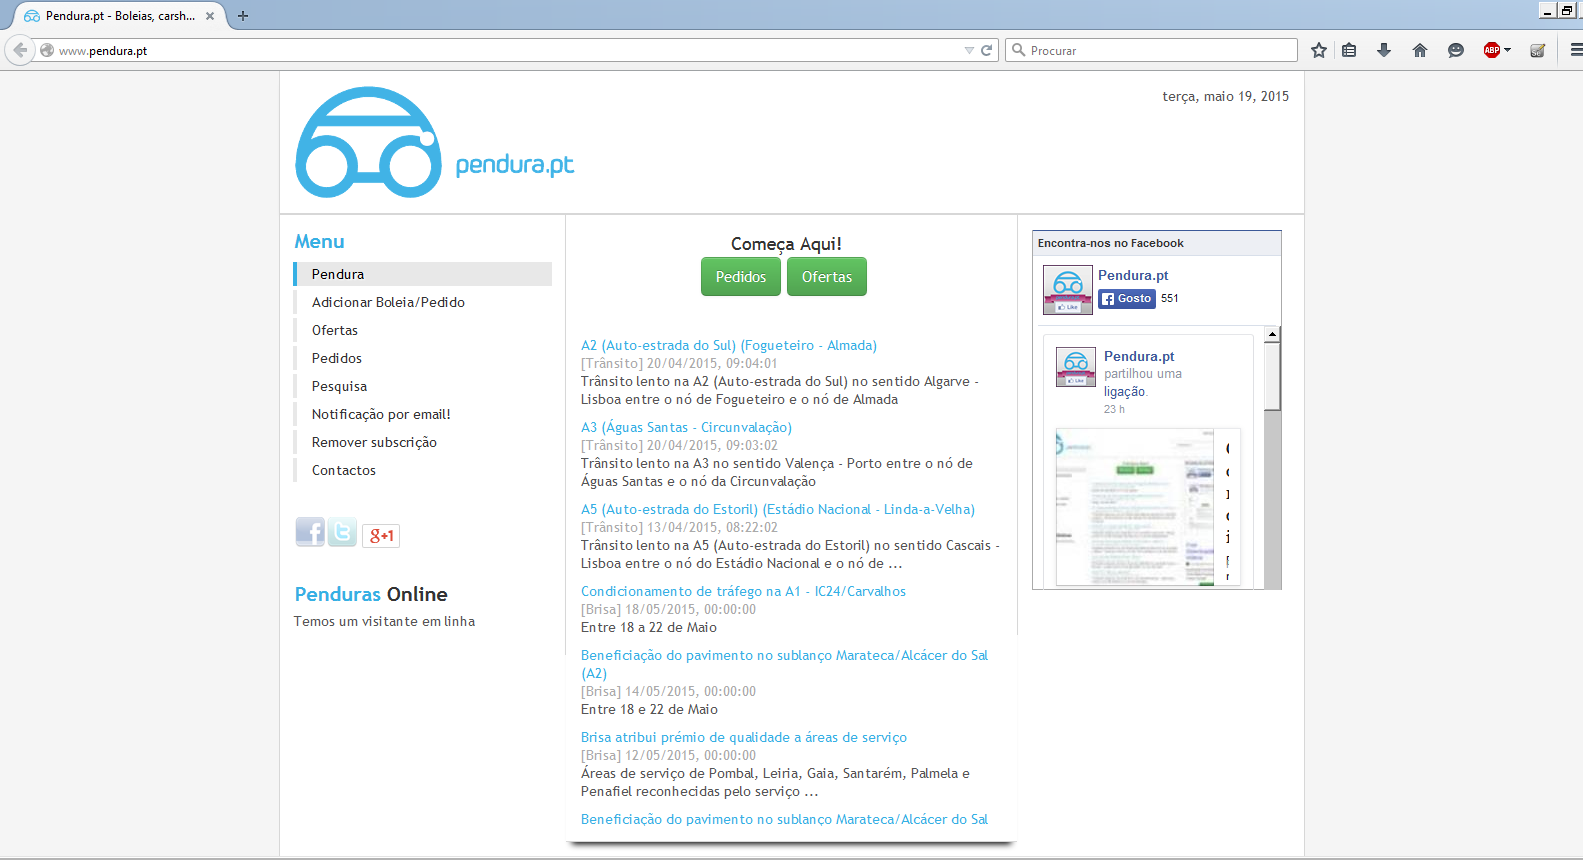 Pendura.pt - Boleias, carsh...
www.pendura.pt
Procurar
ABP
terça, maio 19, 2015
pendura.pt
Menu
Pendura
Adicionar Boleia/Pedido
Ofertas
Pedidos
Pesquisa
Notificação por email!
Remover subscrição
Contactos
g+1
Penduras Online
Temos um visitante em linha
Começa Aqui!
Pedidos
Ofertas
A2 (Auto-estrada do Sul) (Fogueteiro - Almada)
[Trânsito] 20/04/2015, 09:04:01
Trânsito lento na A2 (Auto-estrada do Sul) no sentido Algarve -
Lisboa entre o nó de Fogueteiro e o nó de Almada
A3 (Águas Santas - Circunvalação)
[Trânsito] 20/04/2015, 09:03:02
Trânsito lento na A3 no sentido Valença - Porto entre o nó de
Águas Santas e o nó da Circunvalação
A5 (Auto-estrada do Estoril) (Estádio Nacional - Linda-a-Velha)
[Trânsito] 13/04/2015, 08:22:02
Trânsito lento na A5 (Auto-estrada do Estoril) no sentido Cascais -
Lisboa entre o nó do Estádio Nacional e o nó de ...
Condicionamento de tráfego na A1 - IC24/Carvalhos
[Brisa] 18/05/2015, 00:00:00
Entre 18 a 22 de Maio
Beneficiação do pavimento no sublanço Marateca/Alcácer do Sal
(A2)
[Brisa] 14/05/2015, 00:00:00
Entre 18 e 22 de Maio
Brisa atribui prémio de qualidade a áreas de serviço
[Brisa] 12/05/2015, 00:00:00
Áreas de serviço de Pombal, Leiria, Gaia, Santarém, Palmela e
Penafiel reconhecidas pelo serviço ...
Beneficiação do pavimento no sublanço Marateca/Alcácer do Sal
Encontra-nos no Facebook
Pendura.pt
Like
Gosto 551
Pendura.pt
partilhou uma
ligação.
Like
23 h